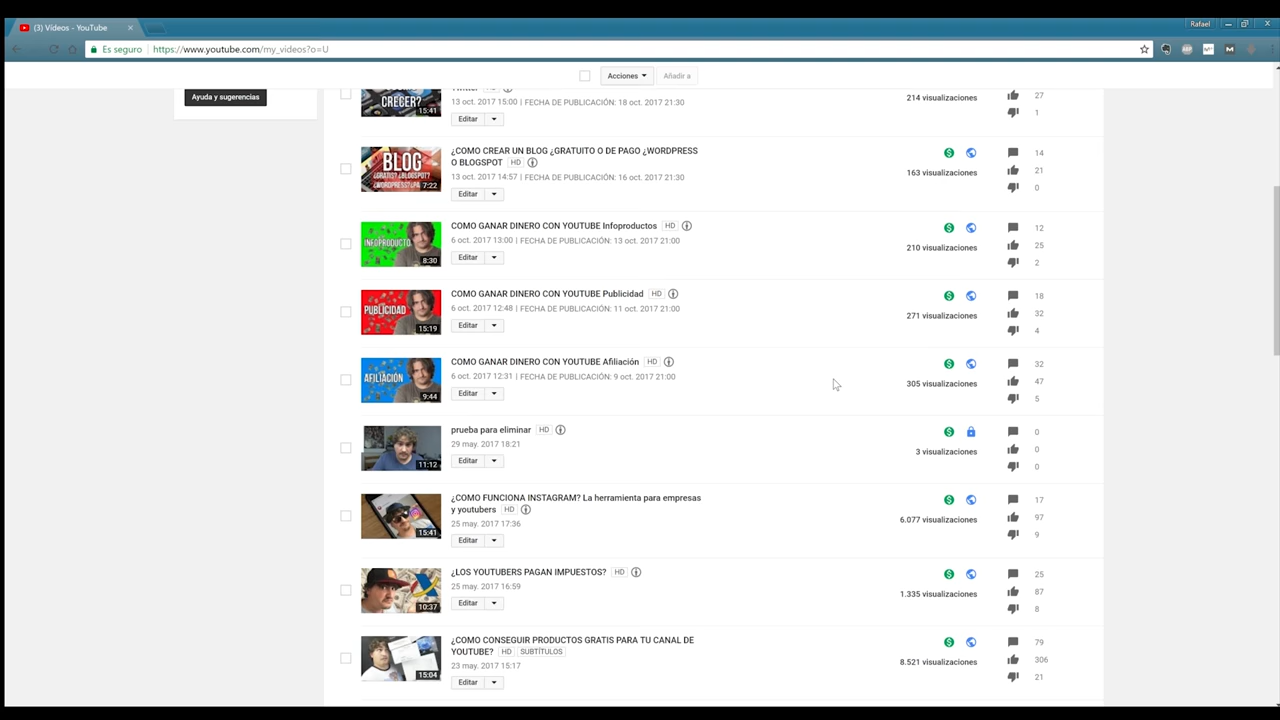 (3) Vídeos - YouTube
Rafael
Es seguro
https://www.youtube.com/my_videos?o=U
Acciones
Añadir a
Ayuda y sugerencias
CRECER?
15:41
13 oct. 2017 15:00 | FECHA DE PUBLICACIÓN: 18 oct. 2017 21:30
Editar
214 visualizaciones
27
1
BLOG
¿GRATIS? ¿BLOGSPOT?
7:22
¿COMO CREAR UN BLOG ¿GRATUITO O DE PAGO ¿WORDPRESS
O BLOGSPOT HD
13 oct. 2017 14:57 | FECHA DE PUBLICACIÓN: 16 oct. 2017 21:30
Editar
163 visualizaciones
14
21
0
INFOPRODUCTO
8:30
COMO GANAR DINERO CON YOUTUBE Infoproductos HD
6 oct. 2017 13:00 | FECHA DE PUBLICACIÓN: 13 oct. 2017 21:00
Editar
210 visualizaciones
12
25
2
PUBLICIDAD
15:19
COMO GANAR DINERO CON YOUTUBE Publicidad HD
6 oct. 2017 12:48 | FECHA DE PUBLICACIÓN: 11 oct. 2017 21:00
Editar
271 visualizaciones
18
32
4
AFILIACIÓN
9:44
COMO GANAR DINERO CON YOUTUBE Afiliación HD
6 oct. 2017 12:31 | FECHA DE PUBLICACIÓN: 9 oct. 2017 21:00
Editar
305 visualizaciones
32
47
5
11:12
prueba para eliminar HD
29 may. 2017 18:21
Editar
3 visualizaciones
0
0
0
15:41
¿COMO FUNCIONA INSTAGRAM? La herramienta para empresas
y youtubers HD
25 may. 2017 17:36
Editar
6.077 visualizaciones
17
97
9
10:37
¿LOS YOUTUBERS PAGAN IMPUESTOS? HD
25 may. 2017 16:59
Editar
1.335 visualizaciones
25
87
8
15:04
¿COMO CONSEGUIR PRODUCTOS GRATIS PARA TU CANAL DE
YOUTUBE? HD SUBTÍTULOS
23 may. 2017 15:17
Editar
8.521 visualizaciones
79
306
21